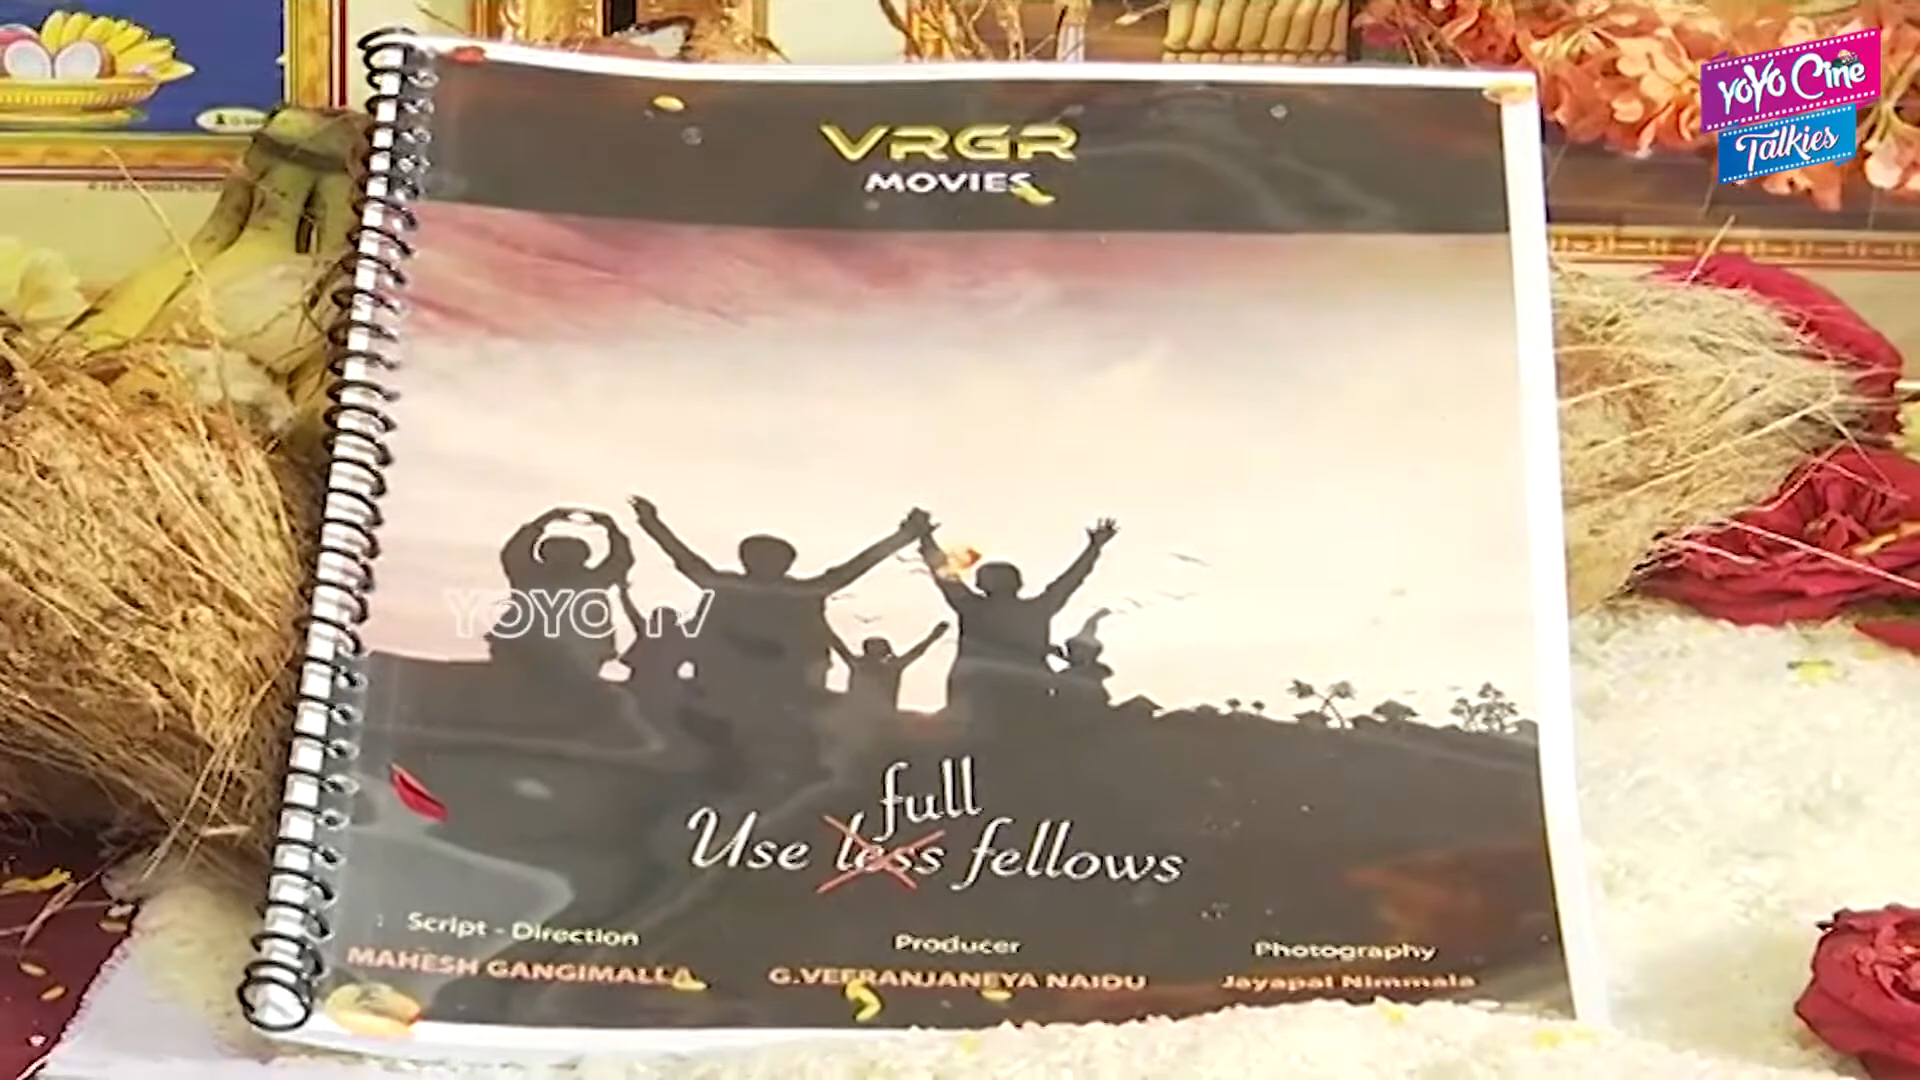 YOYO Cine
Talkies
VRGR
MOVIES
YOYO TV
full
Use less fellows
Script - Direction
MAHESH GANGIMALLA
Producer
G.VEERANJANEYA NAIDU
Photography
Jayapal Nimmala